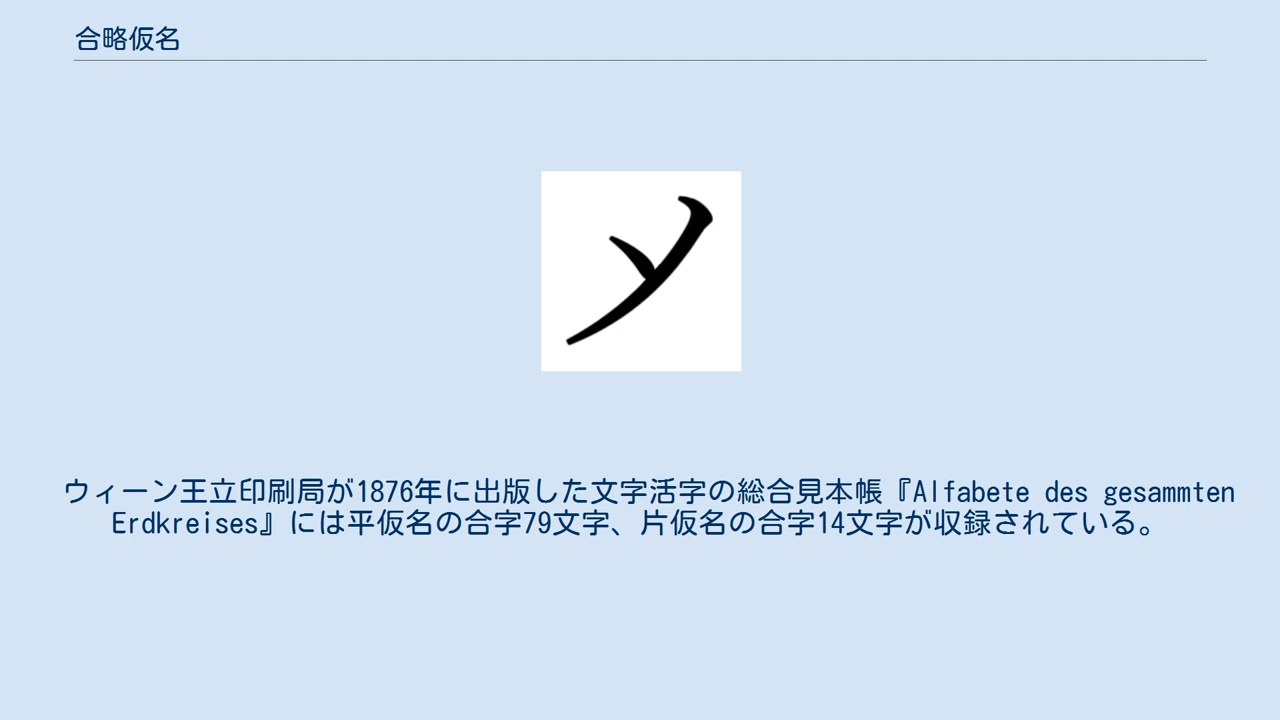 合略仮名
𬼀
ウィーン王立印刷局が1876年に出版した文字活字の総合見本帳『Alfabete des gesammten
Erdkreises』には平仮名の合字79文字、片仮名の合字14文字が収録されている。